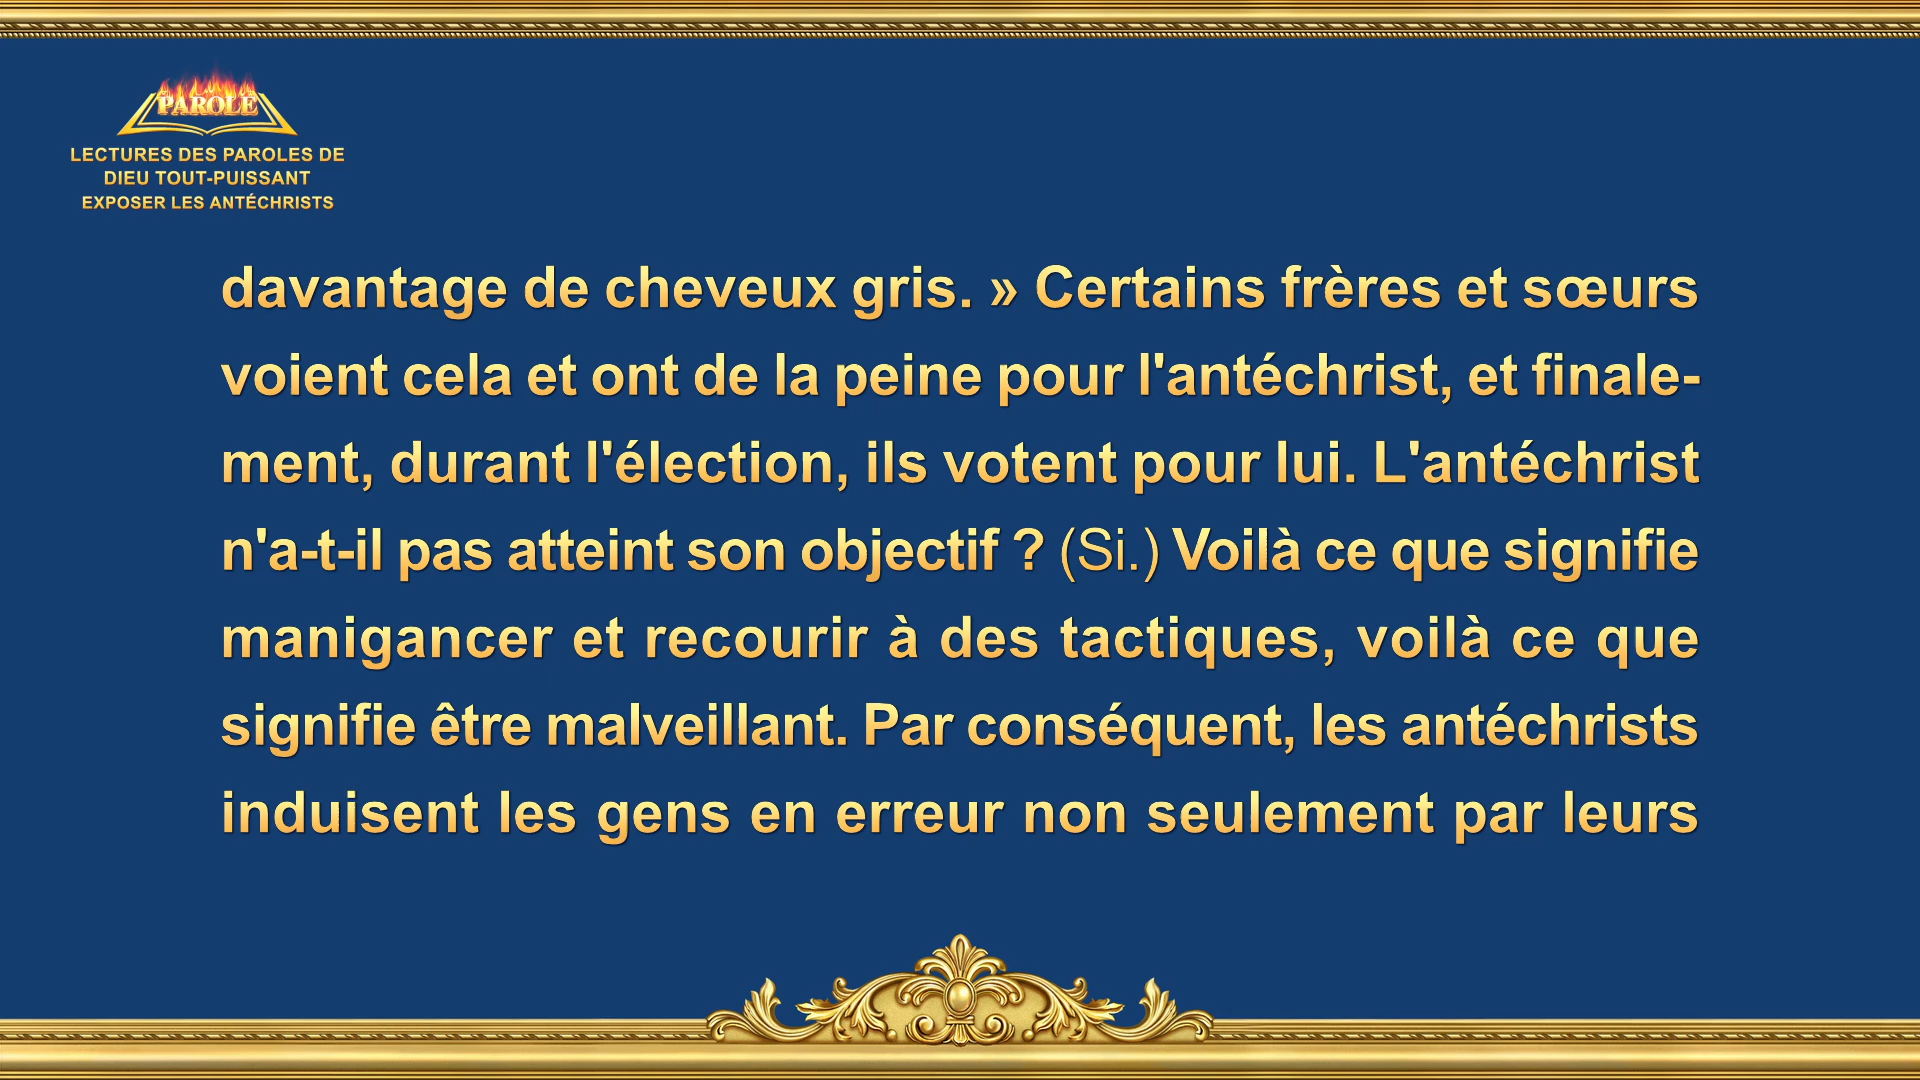 PAROLE
LECTURES DES PAROLES DE
DIEU TOUT-PUISSANT
EXPOSER LES ANTÉCHRISTS
davantage de cheveux gris. » Certains frères et sœurs
voient cela et ont de la peine pour l'antéchrist, et finale-
ment, durant l'élection, ils votent pour lui. L'antéchrist
n'a-t-il pas atteint son objectif ? (Si.) Voilà ce que signifie
manigancer et recourir à des tactiques, voilà ce que
signifie être malveillant. Par conséquent, les antéchrists
induisent les gens en erreur non seulement par leurs